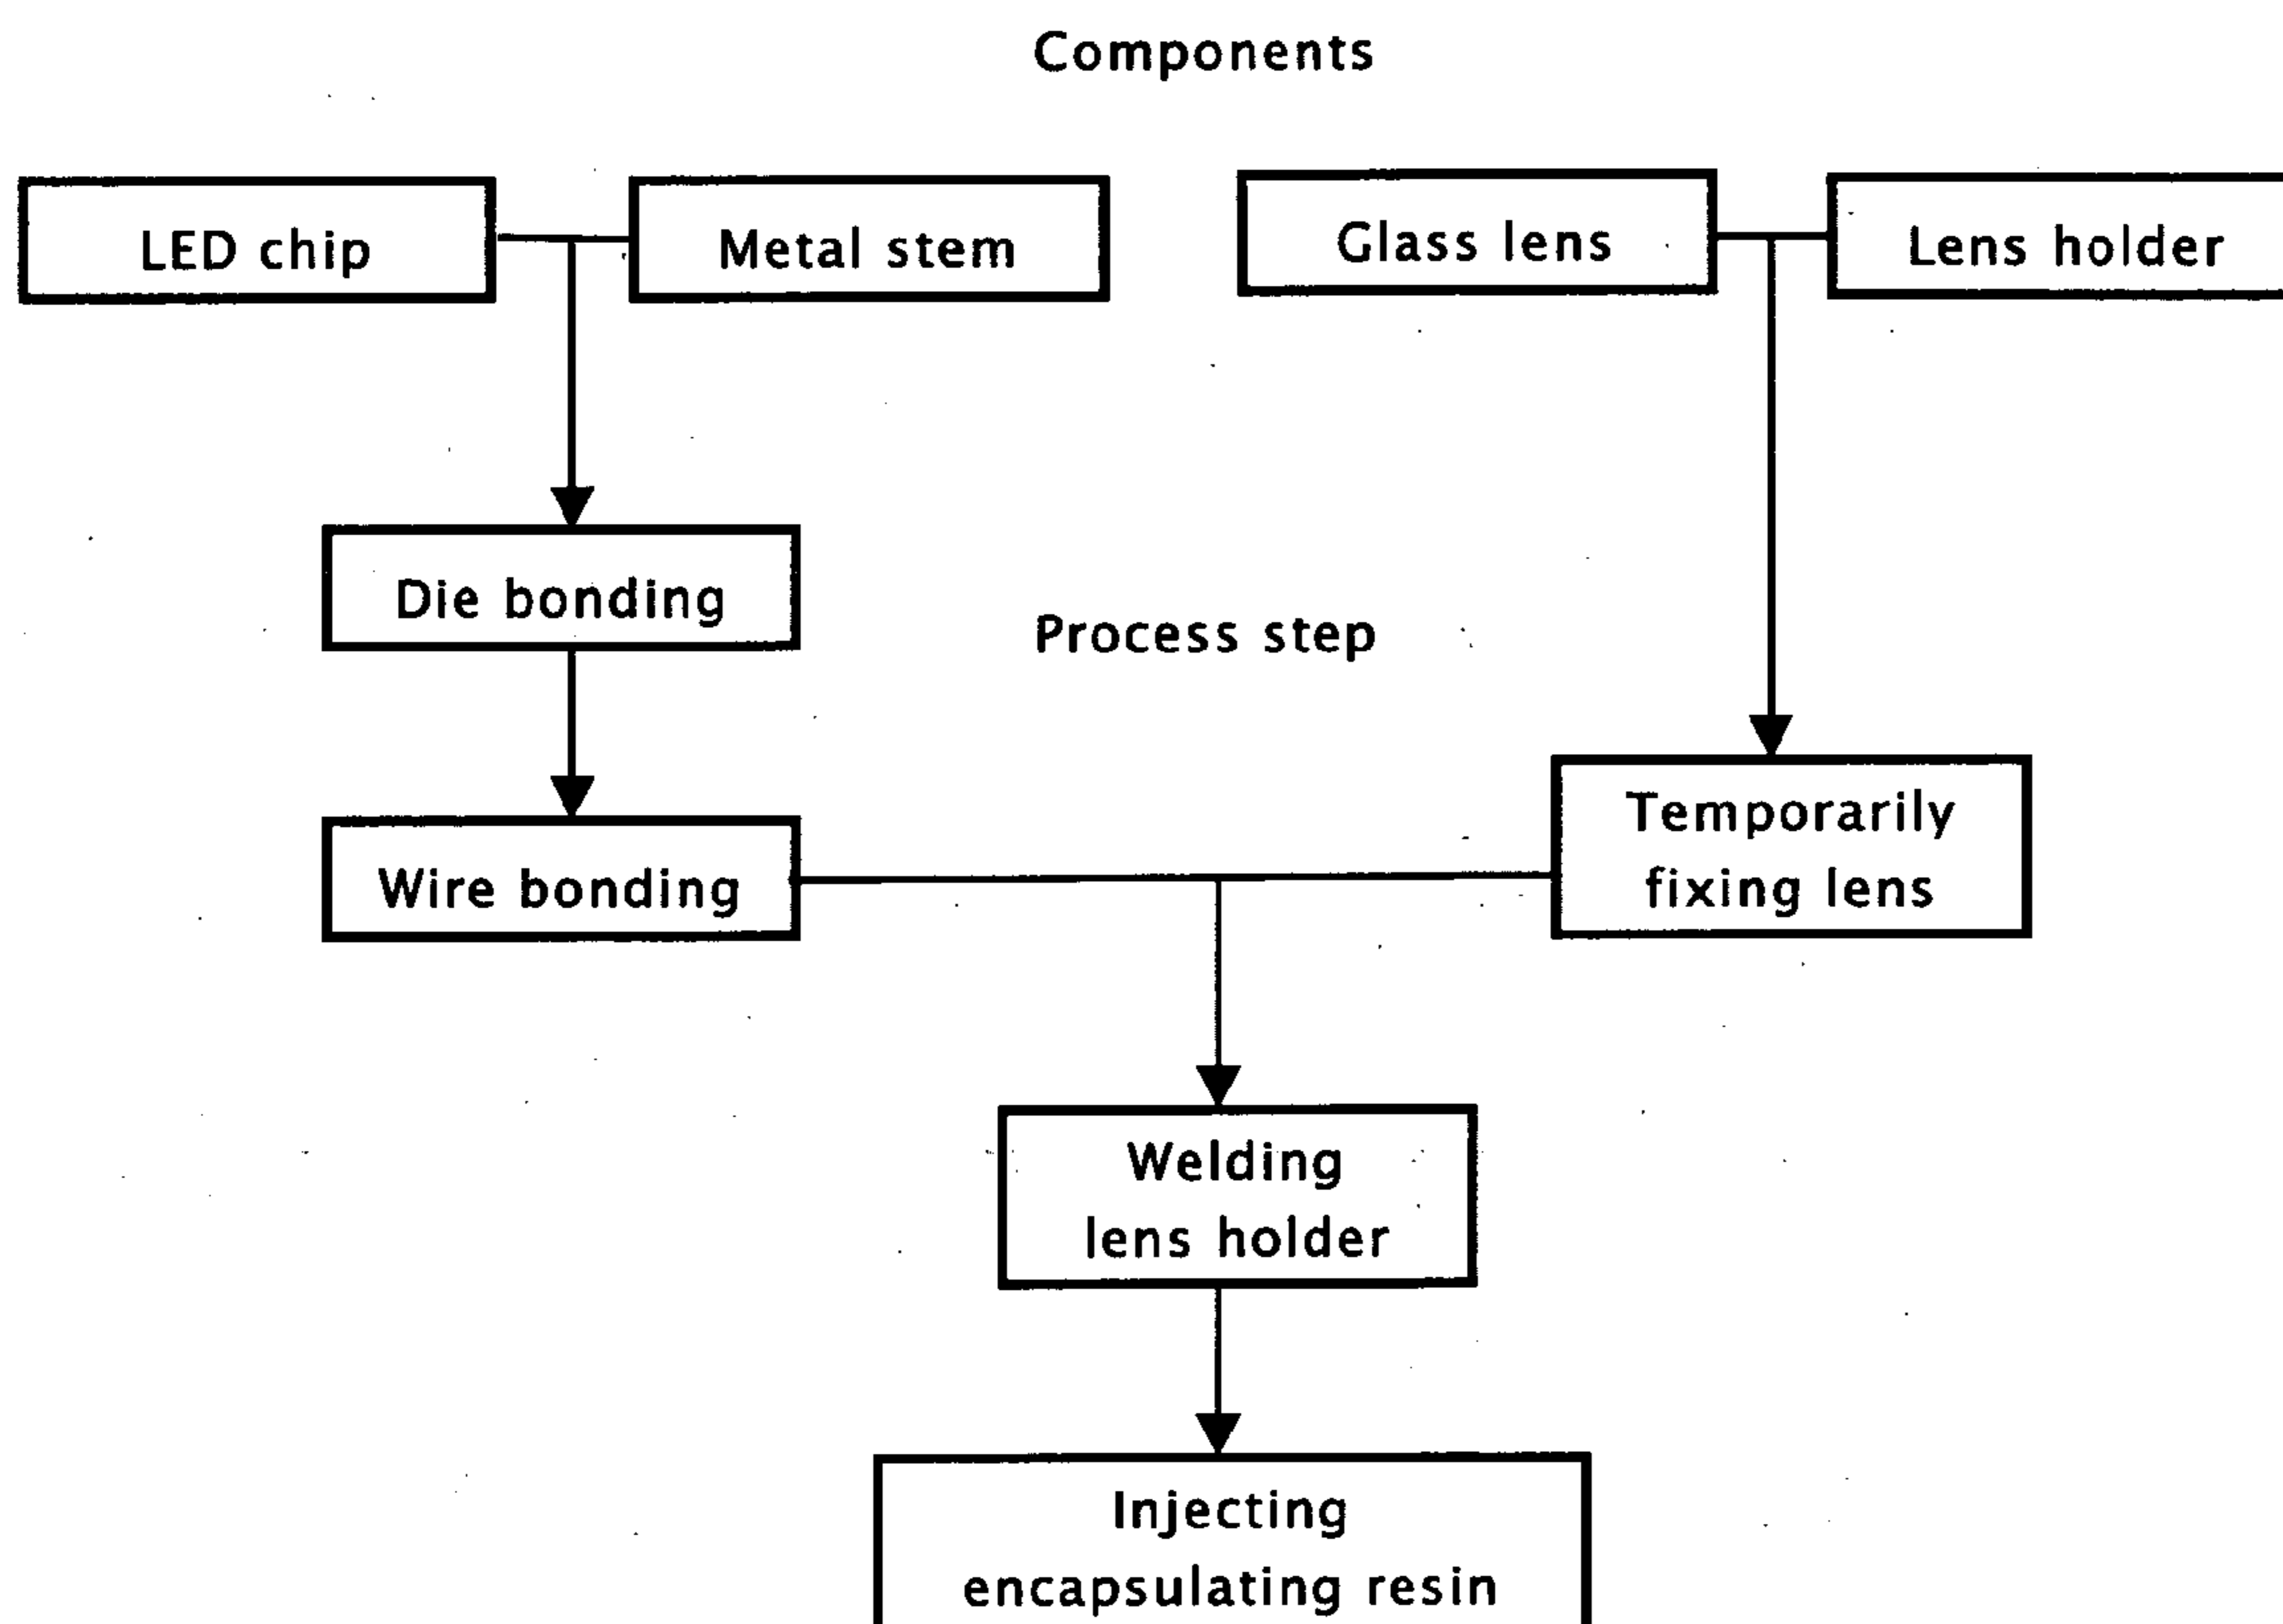 Components
LED chip
Metal stem
Glass lens
Lens holder
Die bonding
Process step
Wire bonding
Temporarily
fixing lens
Welding
lens holder
Injecting
encapsulating resin